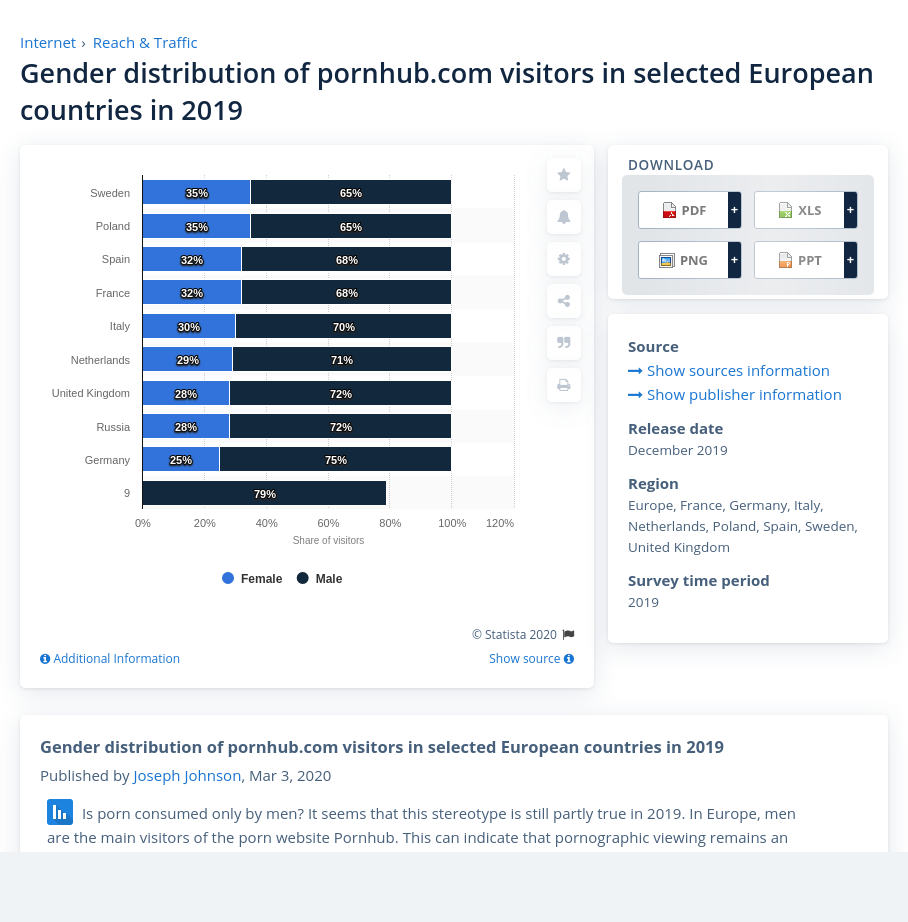 Internet › Reach & Traffic
Gender distribution of pornhub.com visitors in selected European
countries in 2019
Sweden 35% 65%
Poland 35% 65%
Spain 32% 68%
France 32% 68%
Italy 30% 70%
Netherlands 29% 71%
United Kingdom 28% 72%
Russia 28% 72%
Germany 25% 75%
9 79%
0% 20% 40% 60% 80% 100% 120%
Share of visitors
Female Male
© Statista 2020
Additional Information Show source
DOWNLOAD
PDF + XLS +
PNG + PPT +
Source
Show sources information
Show publisher information
Release date
December 2019
Region
Europe, France, Germany, Italy,
Netherlands, Poland, Spain, Sweden,
United Kingdom
Survey time period
2019
Gender distribution of pornhub.com visitors in selected European countries in 2019
Published by Joseph Johnson, Mar 3, 2020
Is porn consumed only by men? It seems that this stereotype is still partly true in 2019. In Europe, men
are the main visitors of the porn website Pornhub. This can indicate that pornographic viewing remains an